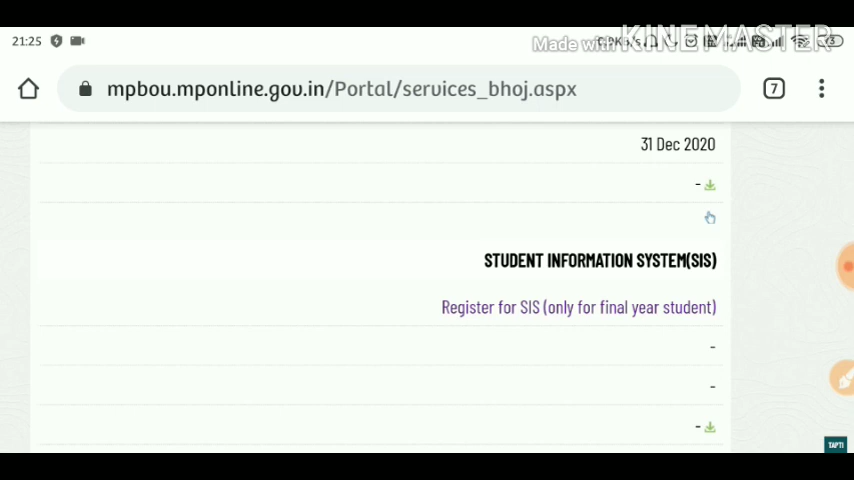 21:25
Made with KINEMASTER
mpbou.mponline.gov.in/Portal/services_bhoj.aspx
7
31 Dec 2020
-
STUDENT INFORMATION SYSTEM(SIS)
Register for SIS (only for final year student)
-
-
-
TAPTI